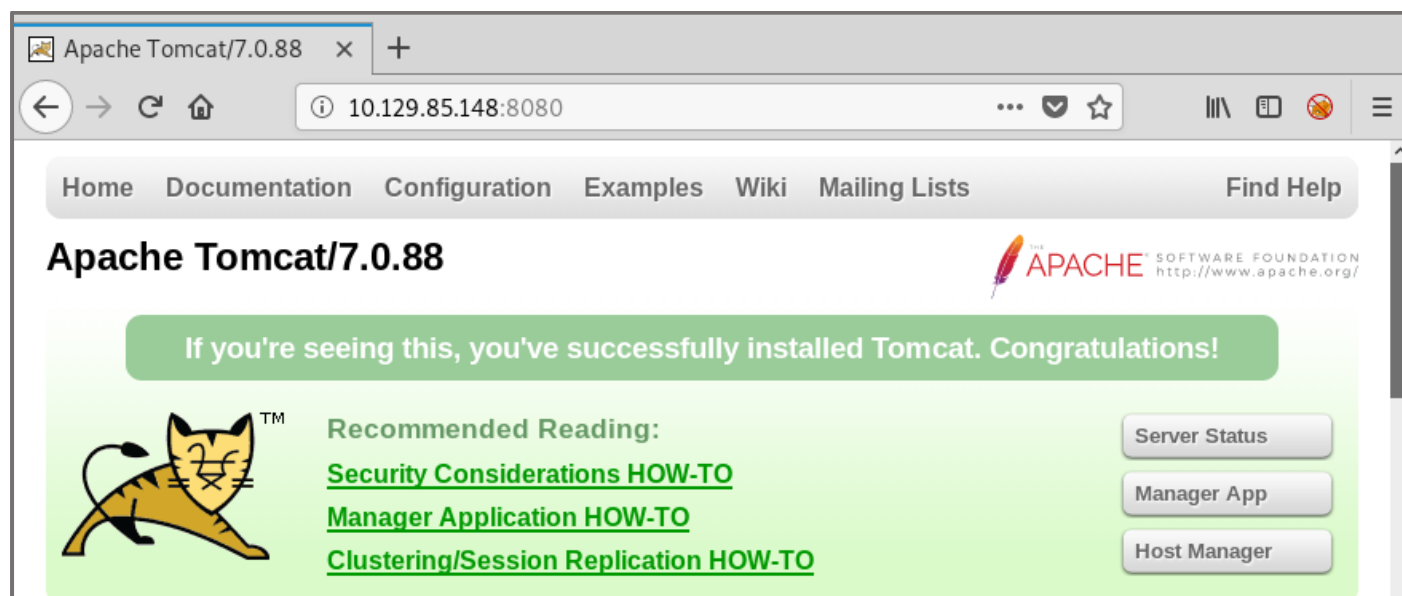 Apache Tomcat/7.0.88
10.129.85.148:8080
Home Documentation Configuration Examples Wiki Mailing Lists Find Help
Apache Tomcat/7.0.88
THE
APACHE® SOFTWARE FOUNDATION
http://www.apache.org/
If you're seeing this, you've successfully installed Tomcat. Congratulations!
TM
Recommended Reading:
Security Considerations HOW-TO
Manager Application HOW-TO
Clustering/Session Replication HOW-TO
Server Status
Manager App
Host Manager